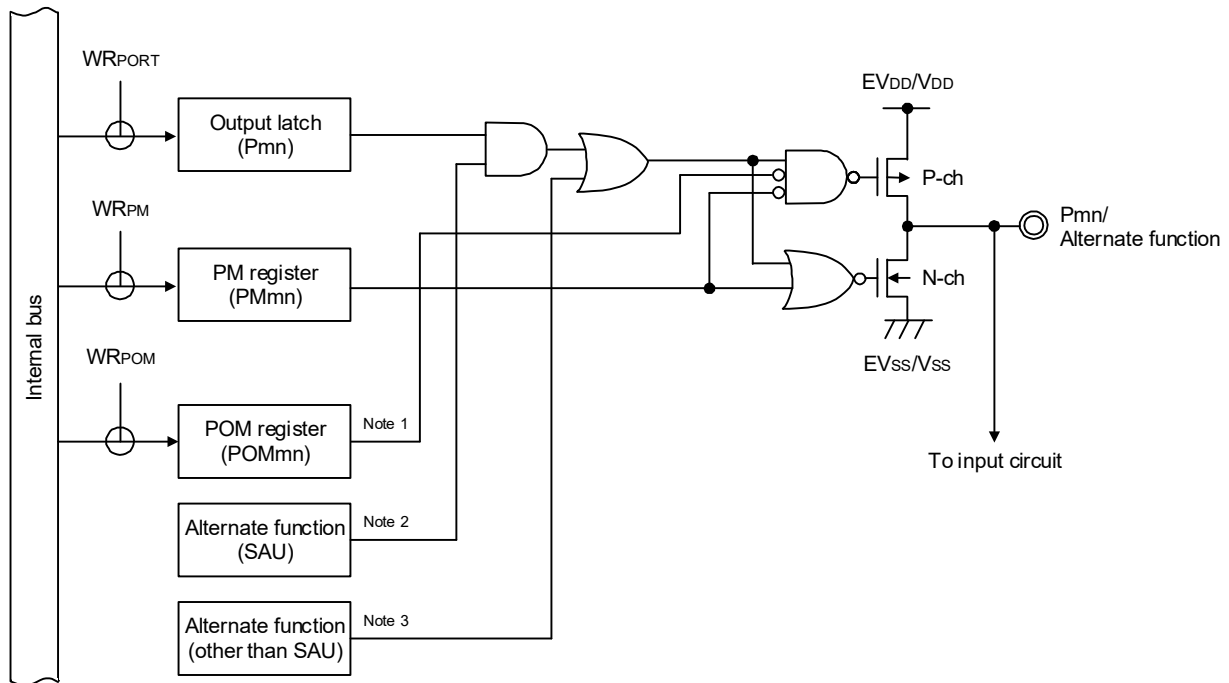 Internal bus
WRPORT
Output latch
(Pmn)
WRPM
PM register
(PMmn)
WRPOM
POM register
(POMmn)
Note 1
Alternate function
(SAU)
Note 2
Alternate function
(other than SAU)
Note 3
EVDD/VDD
P-ch
Pmn/
Alternate function
N-ch
EVSS/VSS
To input circuit